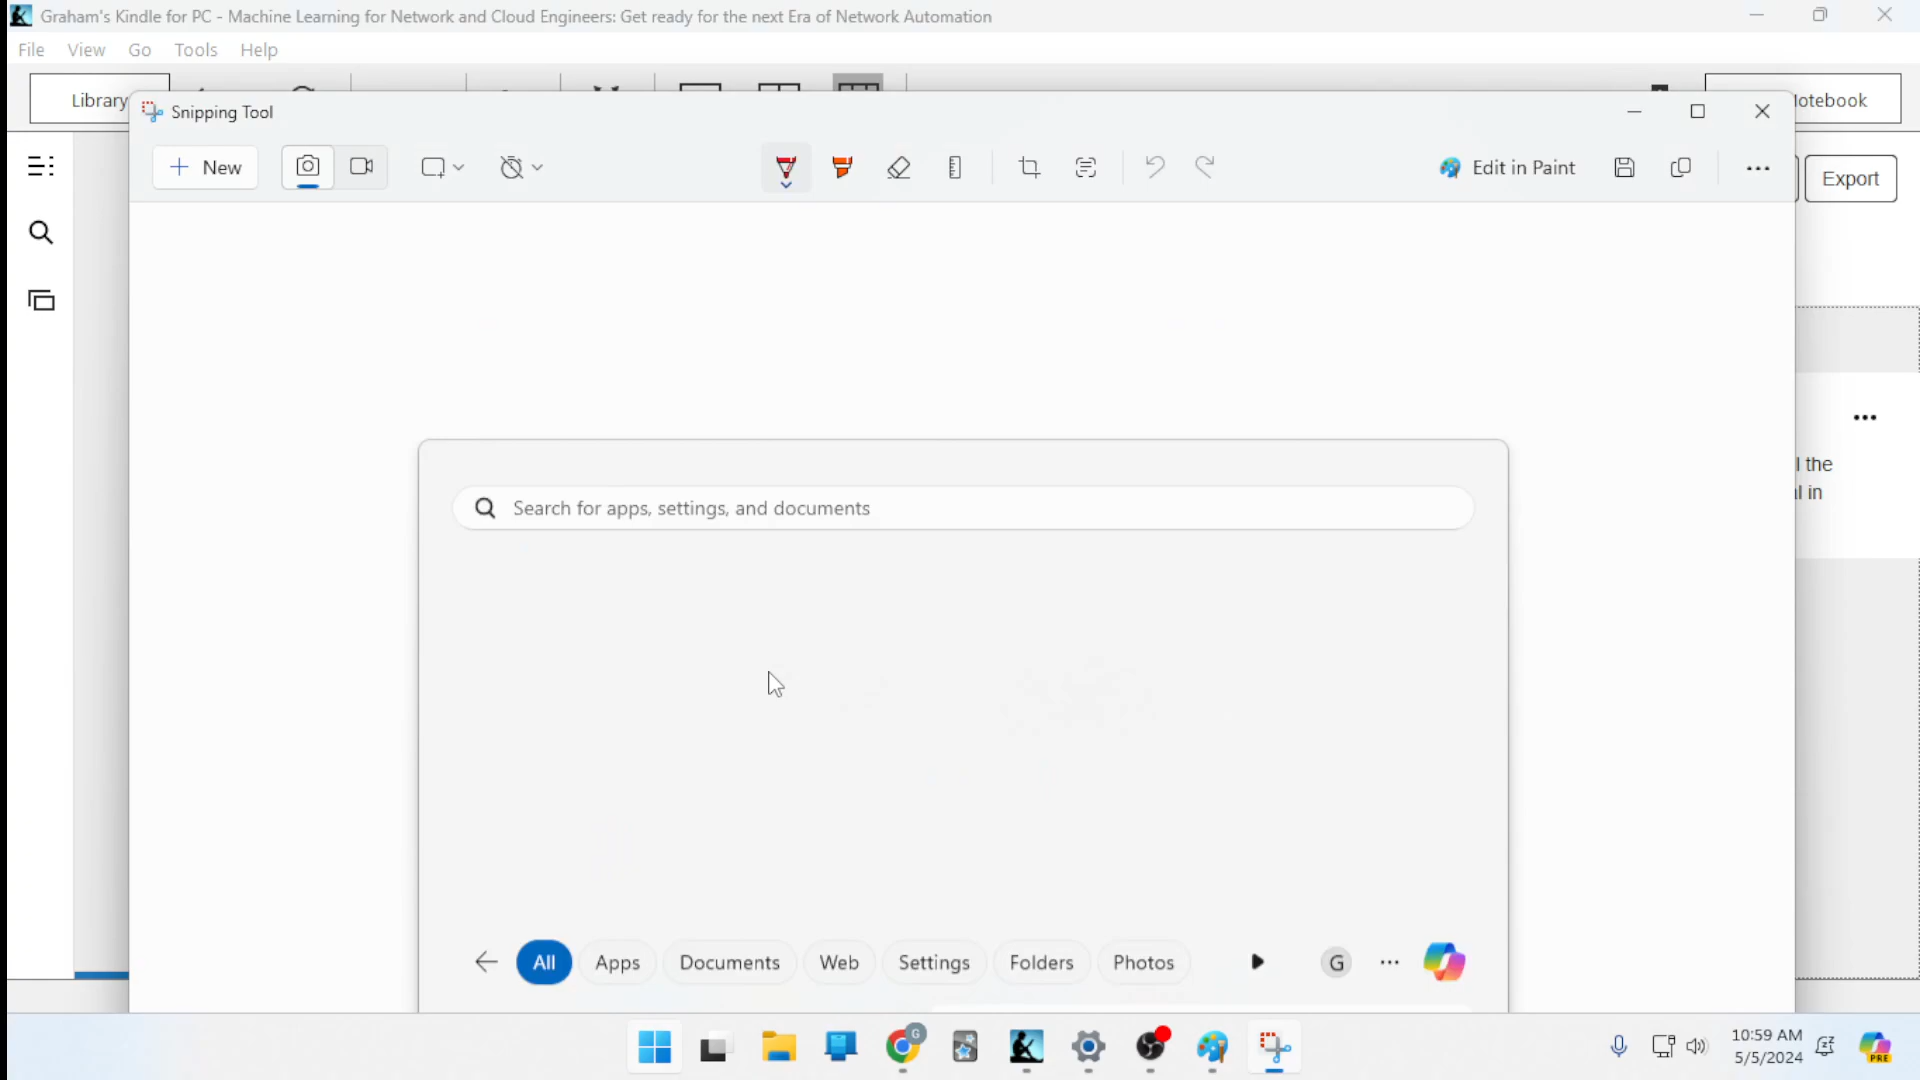 Graham's Kindle for PC - Machine Learning for Network and Cloud Engineers: Get ready for the next Era of Network Automation
File View Go Tools Help
Library
otebook
Snipping Tool
New
Edit in Paint
Export
l the
l in
Search for apps, settings, and documents
All Apps Documents Web Settings Folders Photos G
G
10:59 AM
5/5/2024
PRE